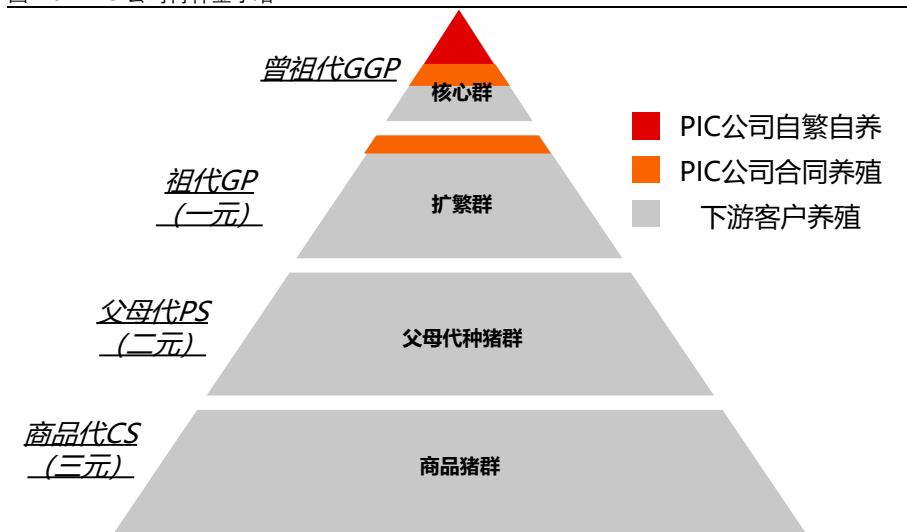 曾祖代GGP
核心群
PIC公司自繁自养
PIC公司合同养殖
下游客户养殖
祖代GP
（一元）
扩繁群
父母代PS
（二元）
父母代种猪群
商品代CS
（三元）
商品猪群